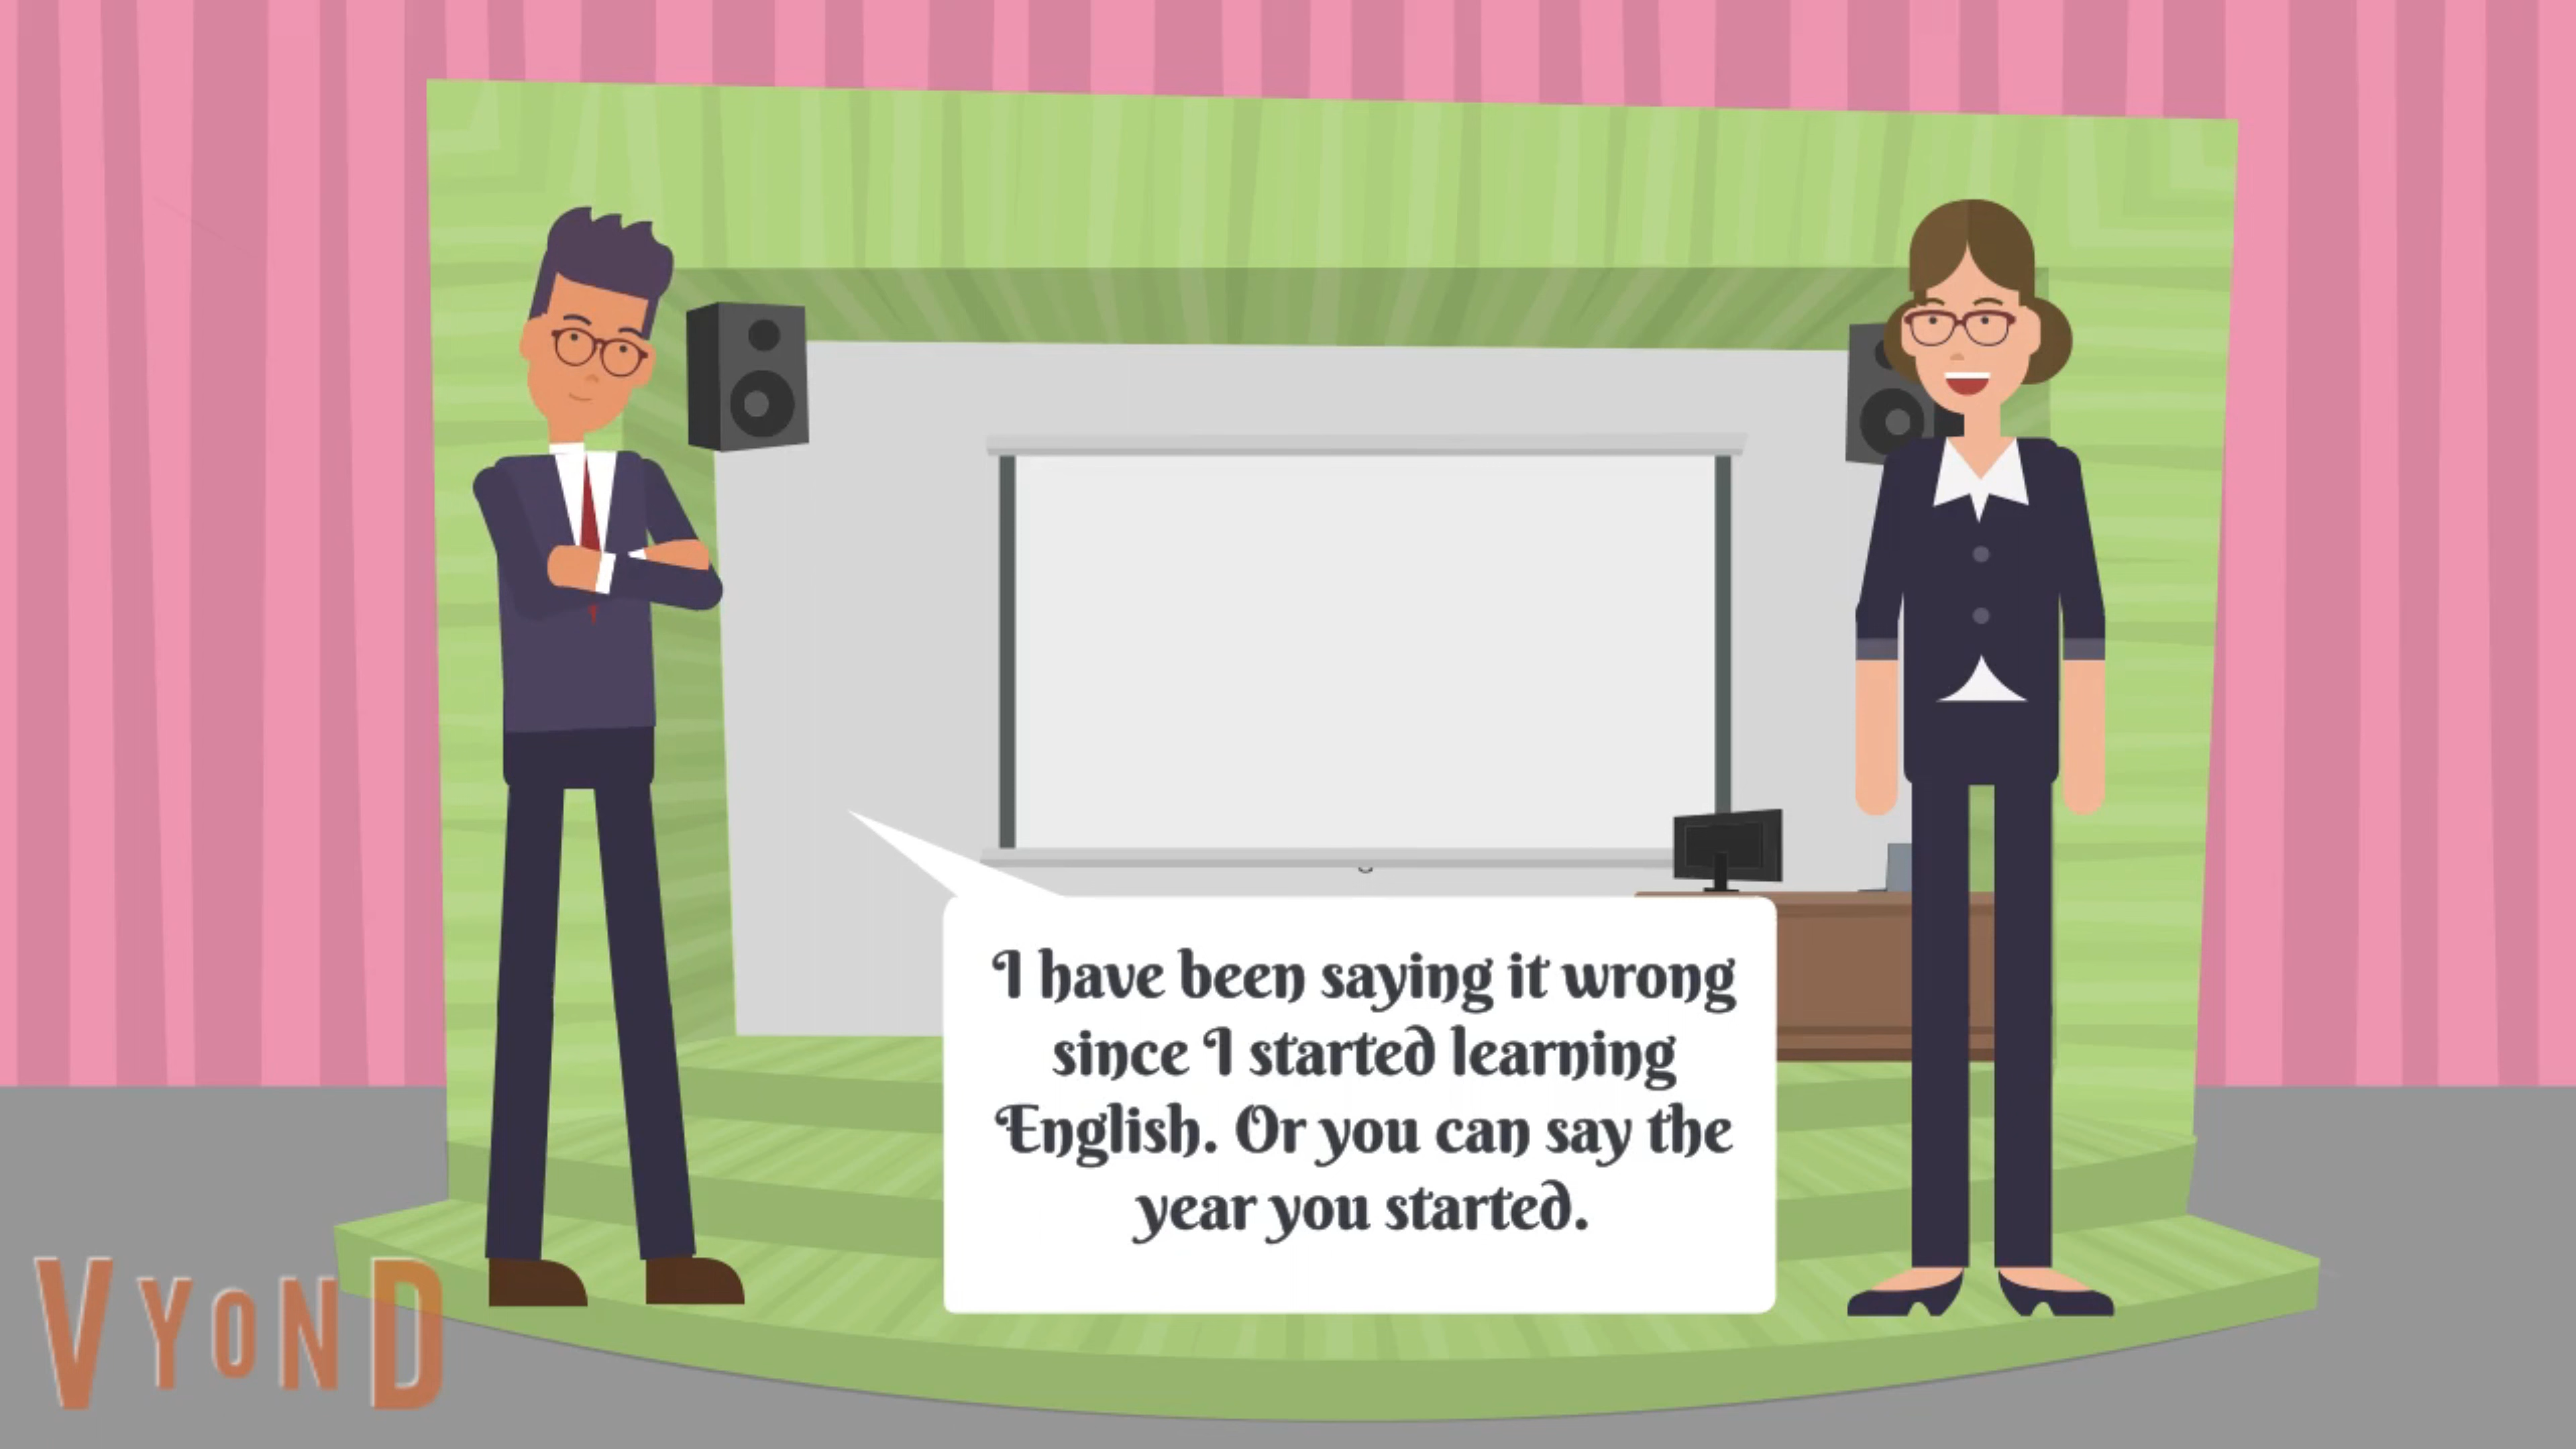 I have been saying it wrong
since I started learning
English. Or you can say the
year you started.
VYOND